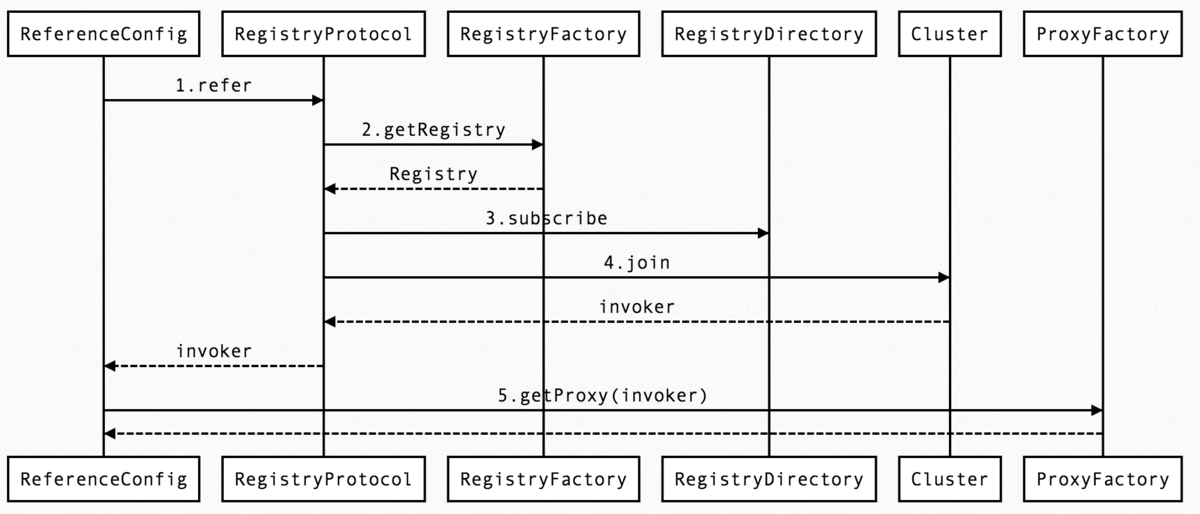 ReferenceConfig RegistryProtocol RegistryFactory RegistryDirectory Cluster ProxyFactory
1.refer
2.getRegistry
Registry
3.subscribe
4.join
invoker
invoker
5.getProxy(invoker)
ReferenceConfig RegistryProtocol RegistryFactory RegistryDirectory Cluster ProxyFactory